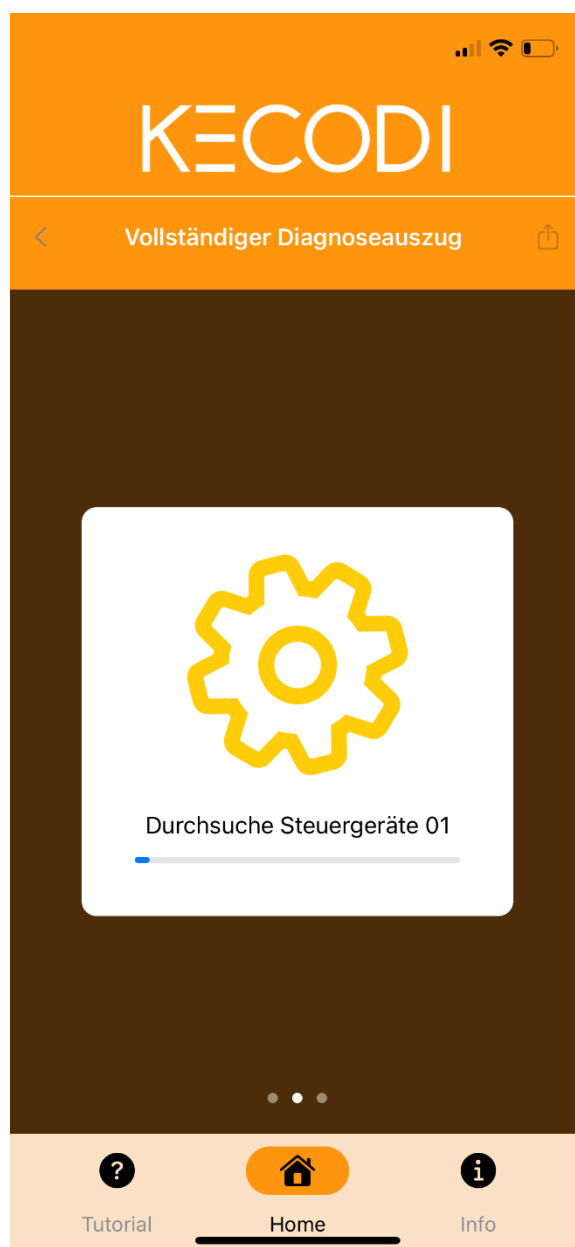 KECODI
Vollständiger Diagnoseauszug
Durchsuche Steuergeräte 01
Tutorial Home Info